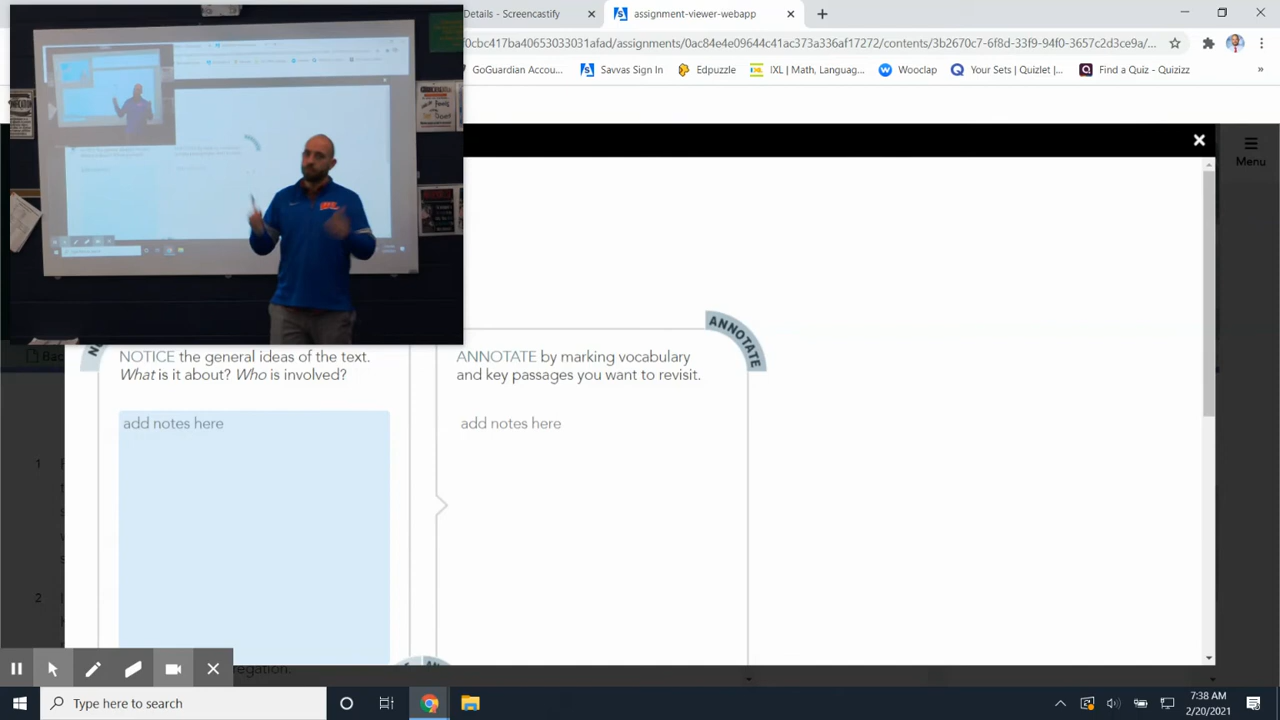 Details - Screencastify
assignment-viewer-webapp
f0cbc417ba40653033031afad/assignments/0ac84e4e09644c41ac373a336af17272/contents/3b2670c7-6f8d-33f9-94f0-3657c2d3ce9a/...
GoGuardian Accou...
Savvas Sign In
Edpuzzle
IXL | Math, Languag...
Wooclap
Your Sets | Quizlet |...
Find a Quiz - Quizizz
Menu
ANNOTATE
NOTICE the general ideas of the text.
What is it about? Who is involved?
ANNOTATE by marking vocabulary
and key passages you want to revisit.
add notes here
add notes here
1
2
egation.
Type here to search
7:38 AM
2/20/2021